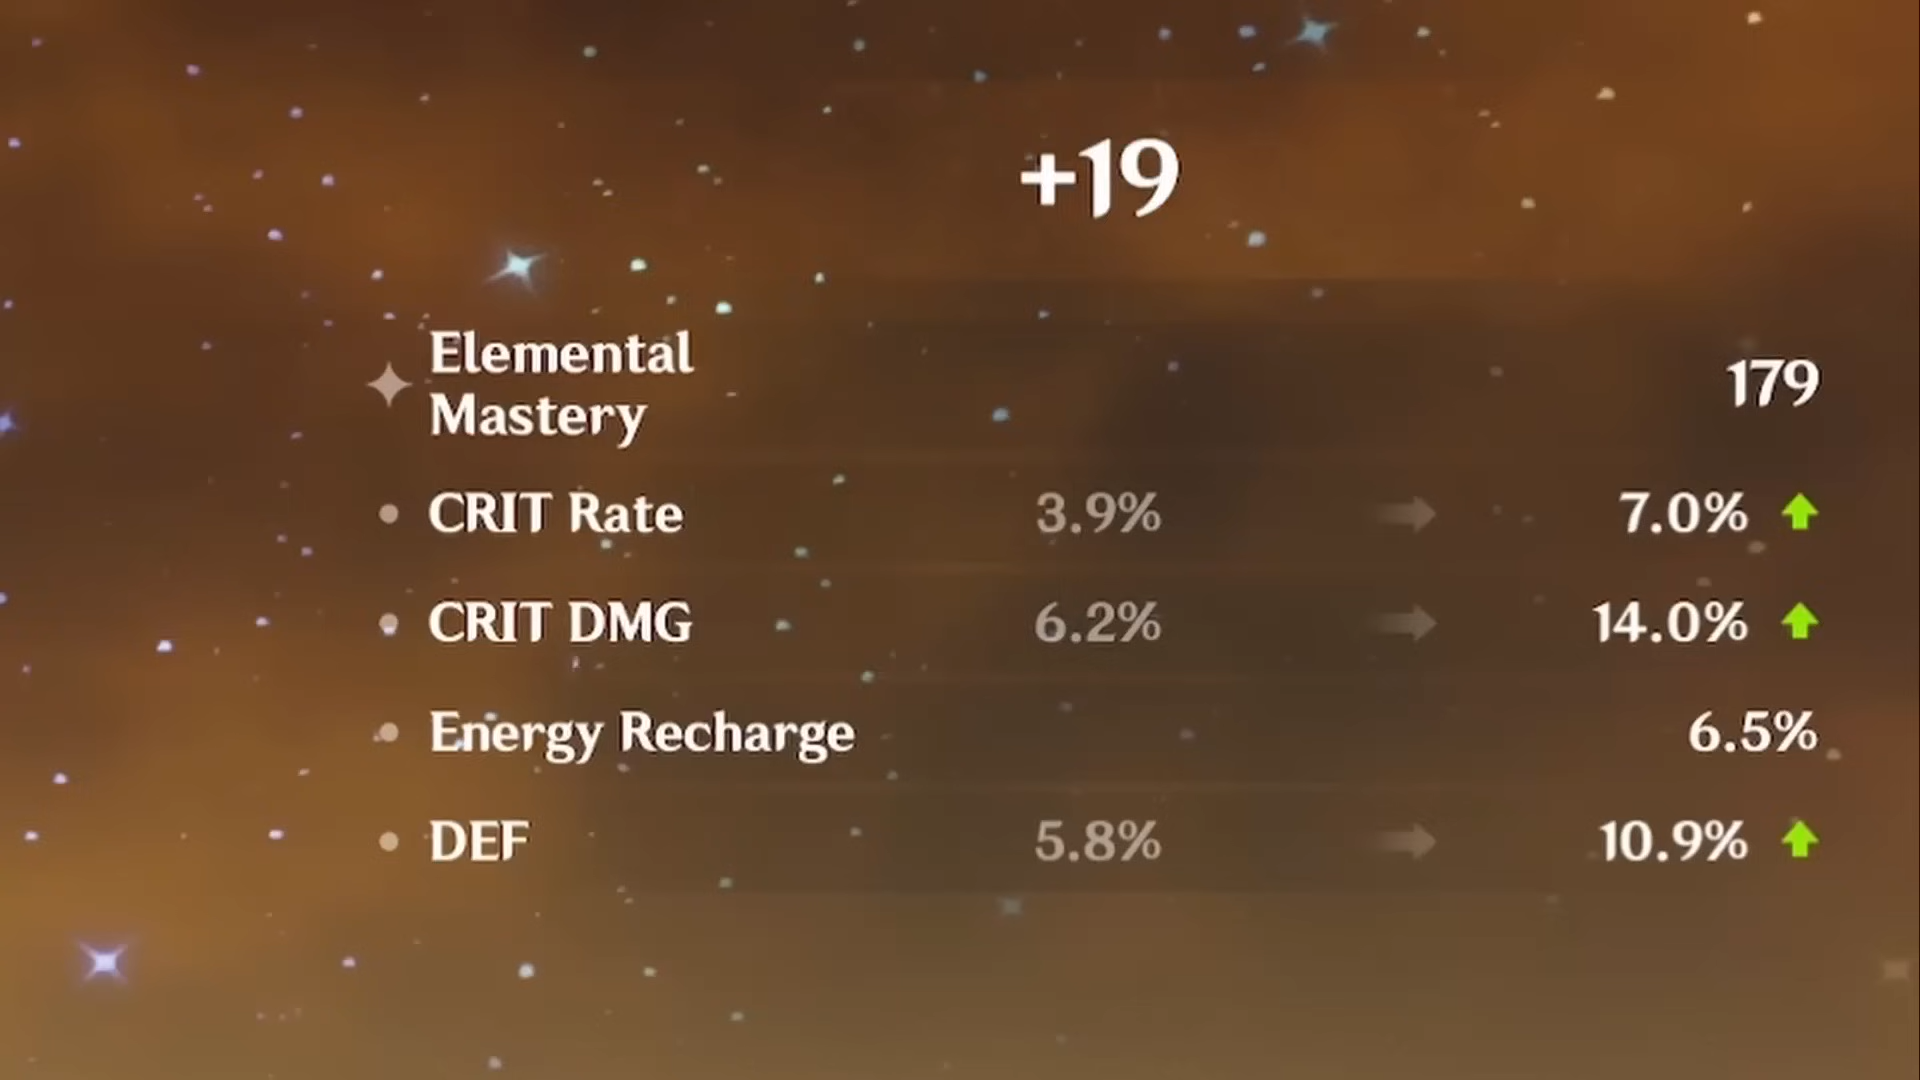 +19
Elemental
Mastery 179
CRIT Rate 3.9% 7.0%
CRIT DMG 6.2% 14.0%
Energy Recharge 6.5%
DEF 5.8% 10.9%